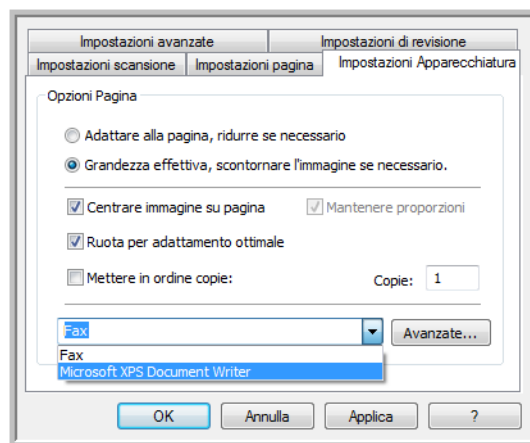 Impostazioni avanzate Impostazioni di revisione
Impostazioni scansione Impostazioni pagina Impostazioni Apparecchiatura
Opzioni Pagina
Adattare alla pagina, ridurre se necessario
Grandezza effettiva, scontornare l'immagine se necessario.
Centrare immagine su pagina Mantenere proporzioni
Ruota per adattamento ottimale
Mettere in ordine copie: Copie: 1
Fax Avanzate...
Fax
Microsoft XPS Document Writer
OK Annulla Applica ?